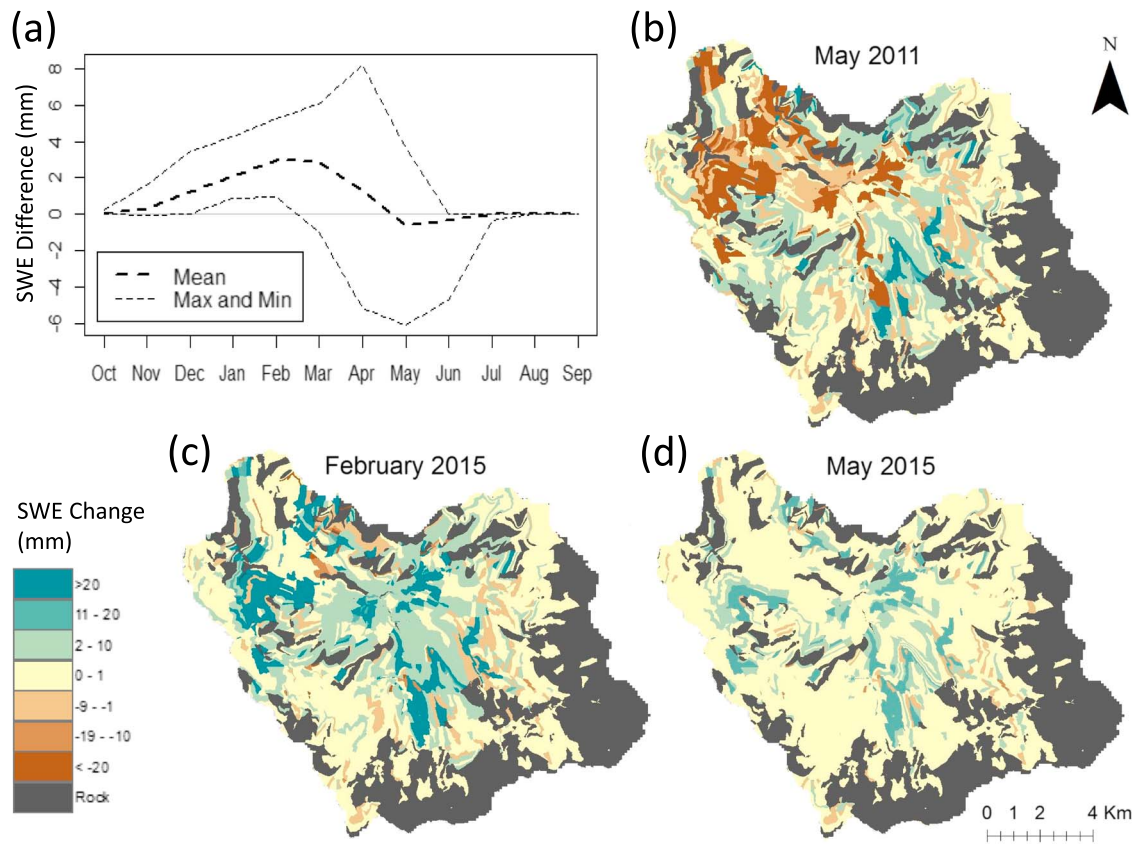 (a)
SWE Difference (mm)
8
6
4
2
0
-2
-4
-6
Mean
Max and Min
Oct Nov Dec Jan Feb Mar Apr May Jun Jul Aug Sep
(b)
May 2011
N
(c)
February 2015
(d)
May 2015
SWE Change
(mm)
>20
11 - 20
2 - 10
0 - 1
-9 - -1
-19 - -10
< -20
Rock
0 1 2 4 Km